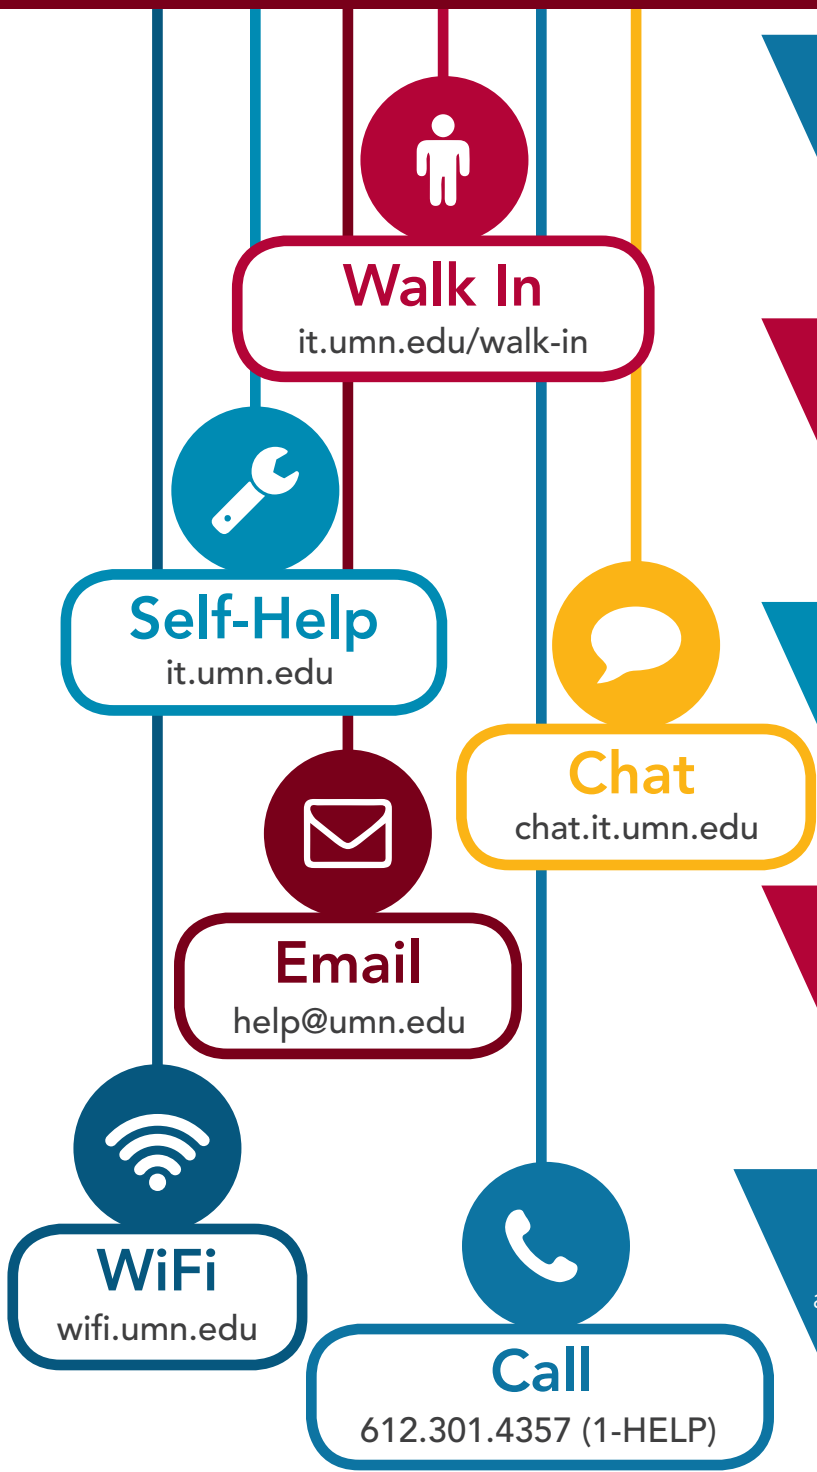 Walk In
it.umn.edu/walk-in
Self-Help
it.umn.edu
Chat
chat.it.umn.edu
Email
help@umn.edu
WiFi
wifi.umn.edu
Call
612.301.4357 (1-HELP)